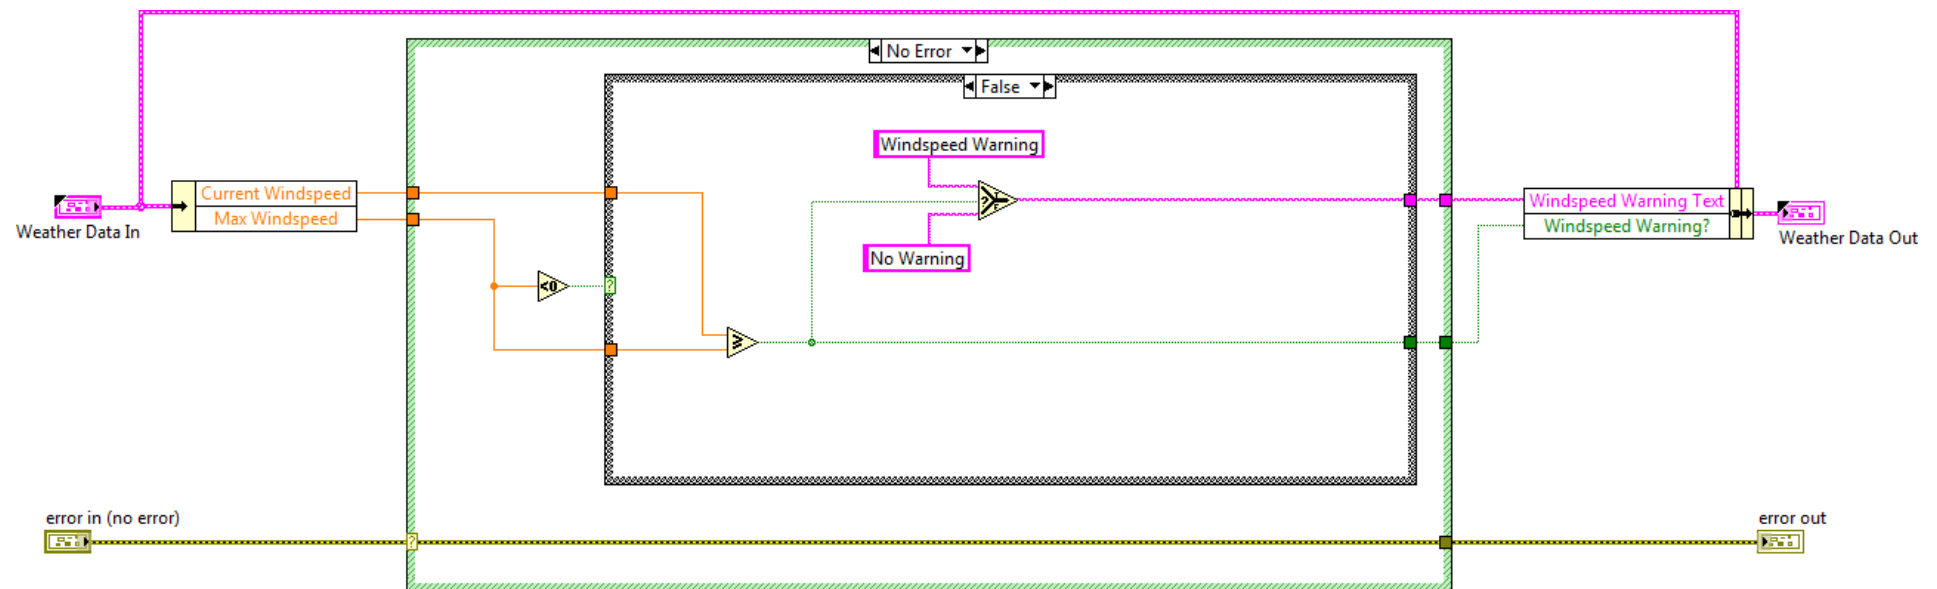 No Error
False
Windspeed Warning
Current Windspeed
Max Windspeed
Weather Data In
? T F
No Warning
Windspeed Warning Text
Windspeed Warning?
Weather Data Out
<0
?
≥
error in (no error)
error out
?